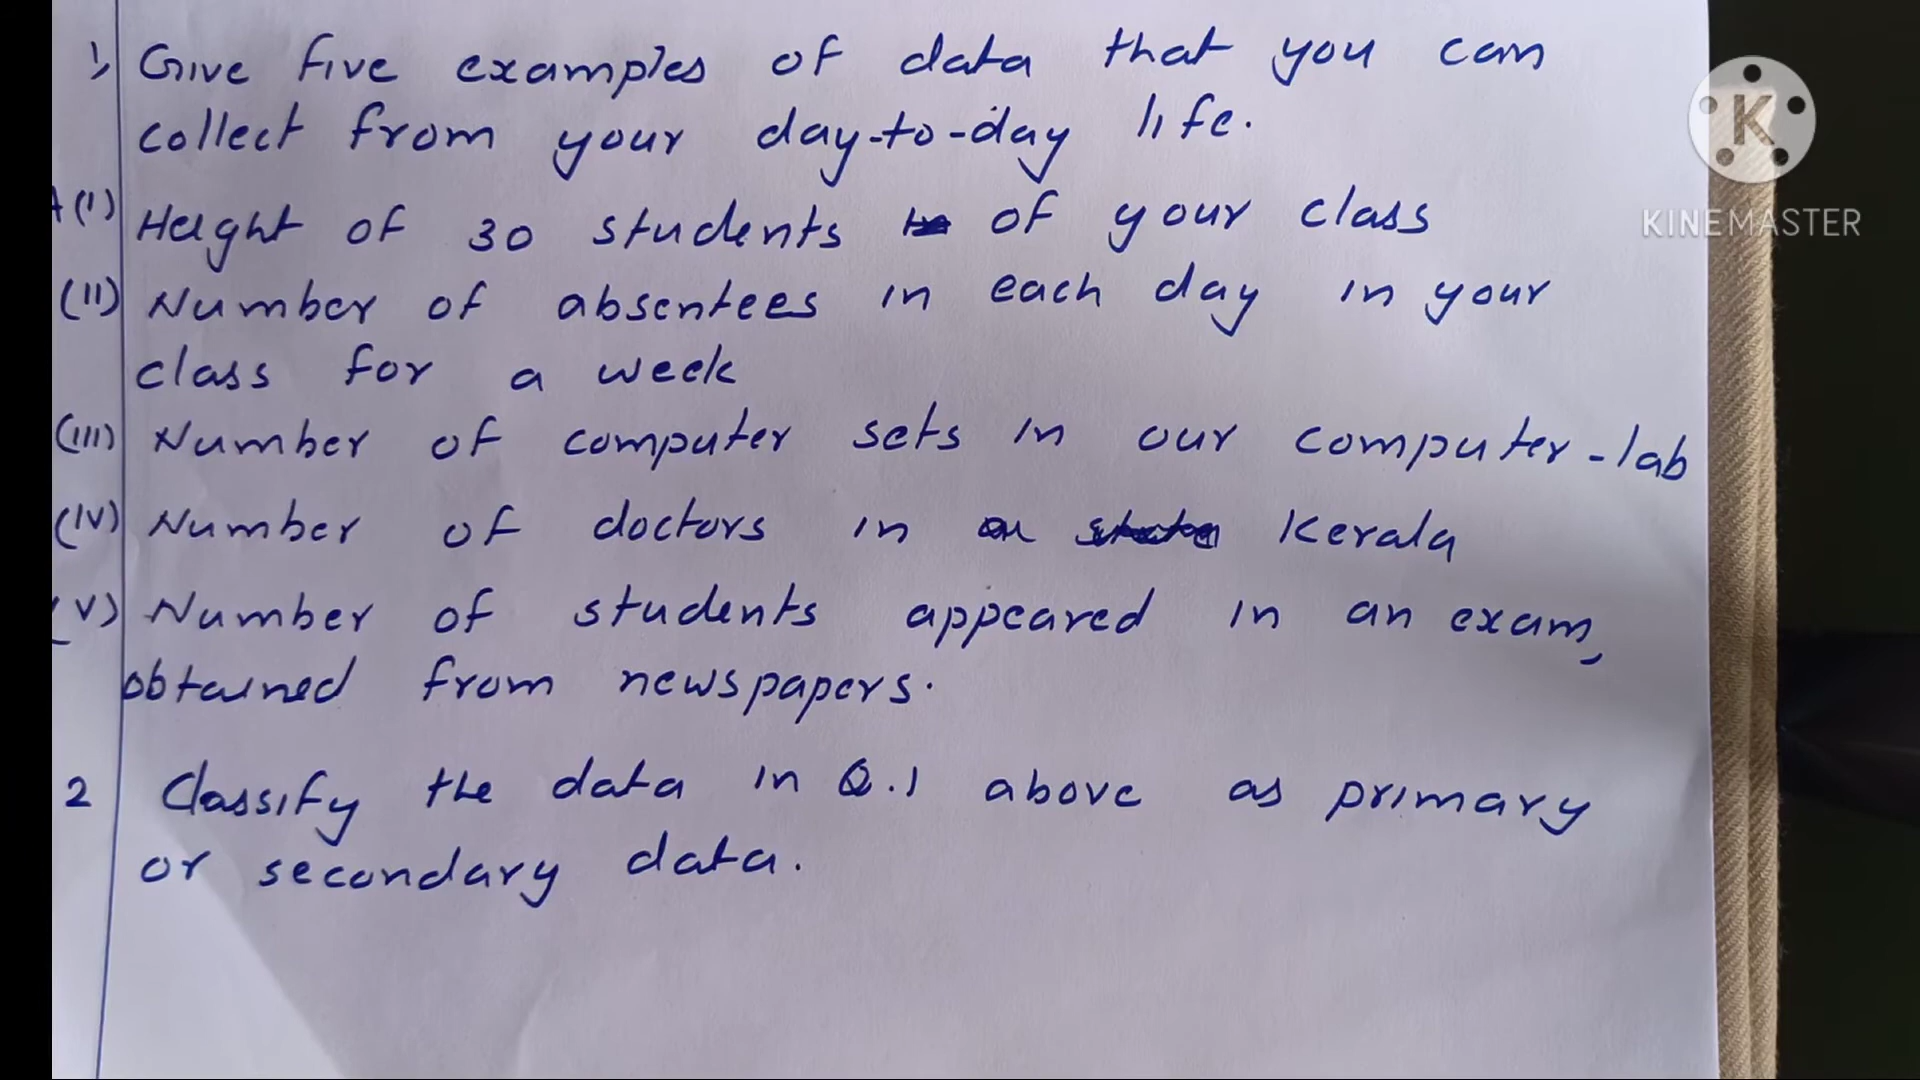 1, Give five examples of data that you can
collect from your day-to-day life.
A (i) Height of 30 students of your class
(ii) Number of absentees in each day in your
class for a week
(iii) Number of computer sets in our computer-lab
(iv) Number of doctors in Kerala
(v) Number of students appeared in an exam,
obtained from newspapers.
2 Classify the data in Q.1 above as primary
or secondary data.
K
KINEMASTER